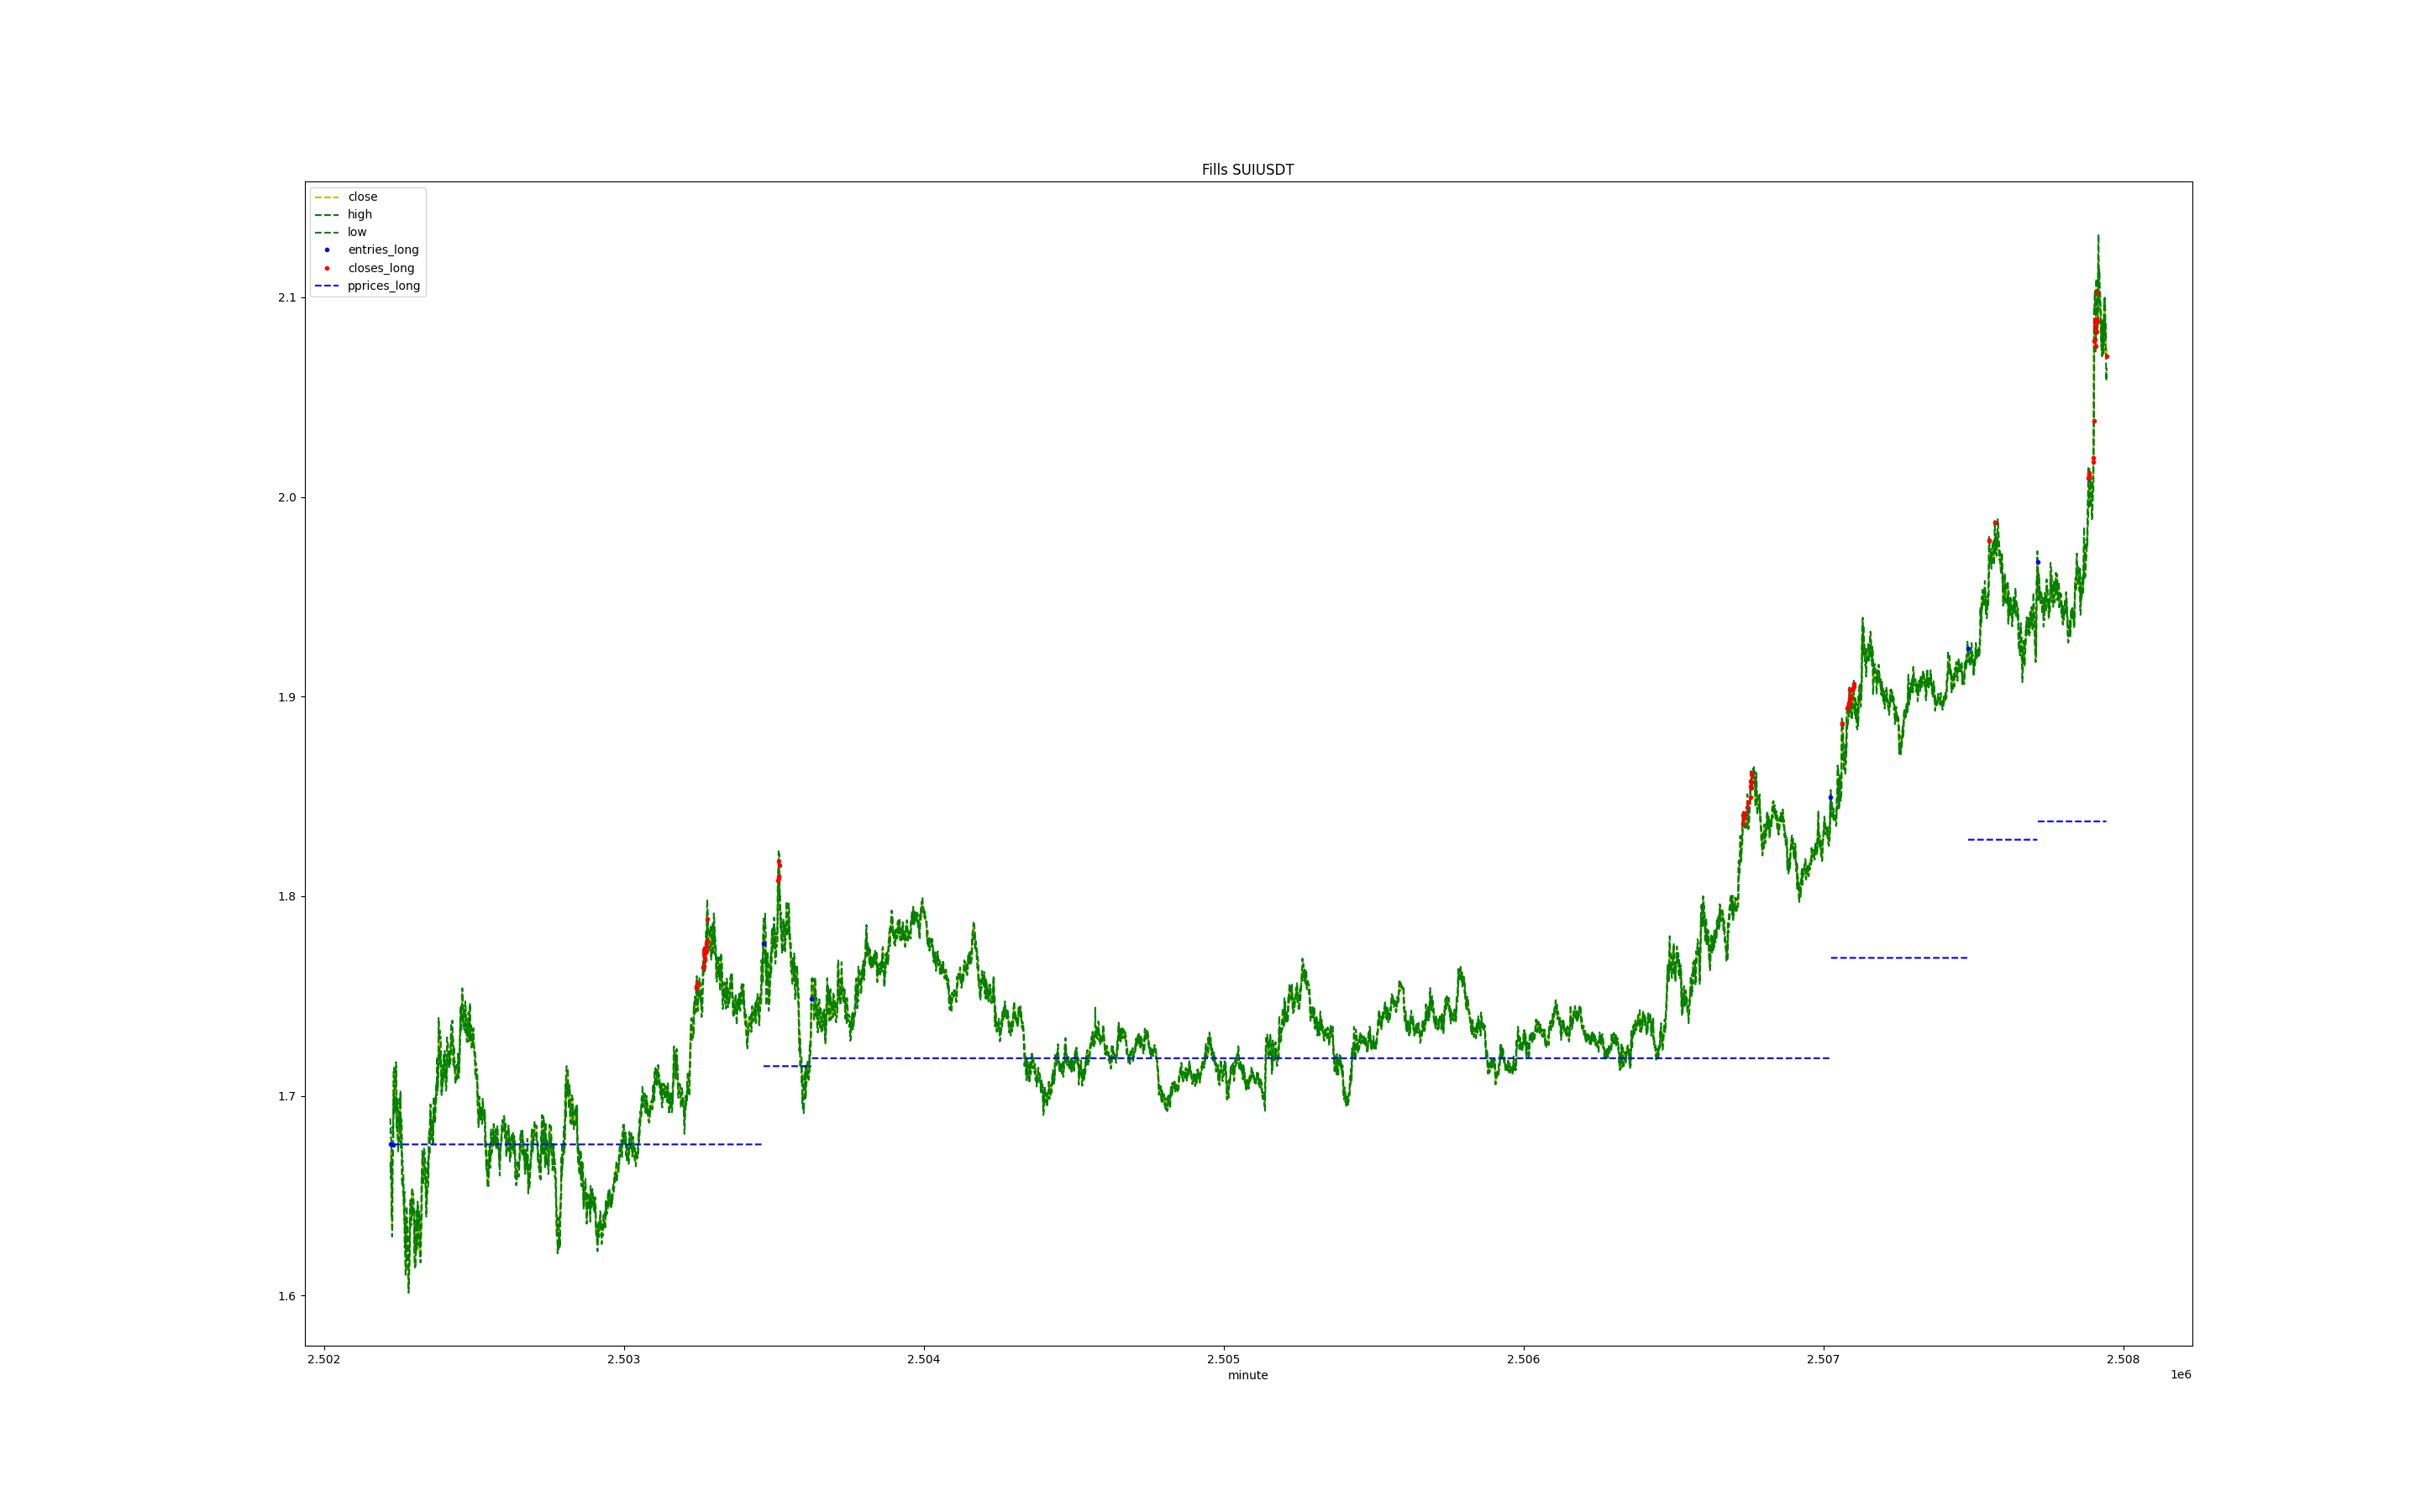 Fills SUIUSDT
close
high
low
entries_long
closes_long
pprices_long
2.1
2.0
1.9
1.8
1.7
1.6
2.502 2.503 2.504 2.505 2.506 2.507 2.508
minute
1e6